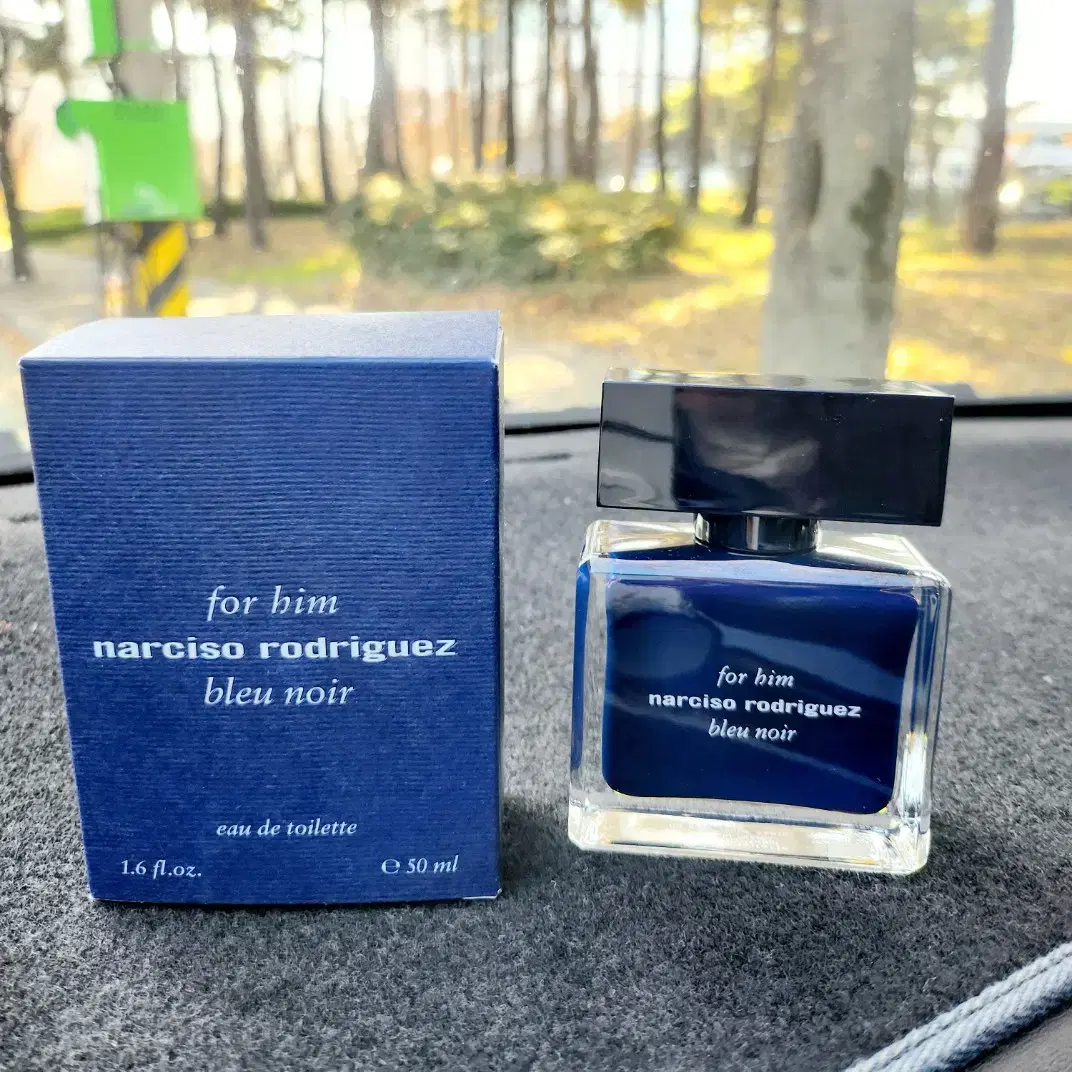 for him
narciso rodriguez
bleu noir
eau de toilette
1.6 fl.oz.
℮ 50 ml
for him
narciso rodriguez
bleu noir